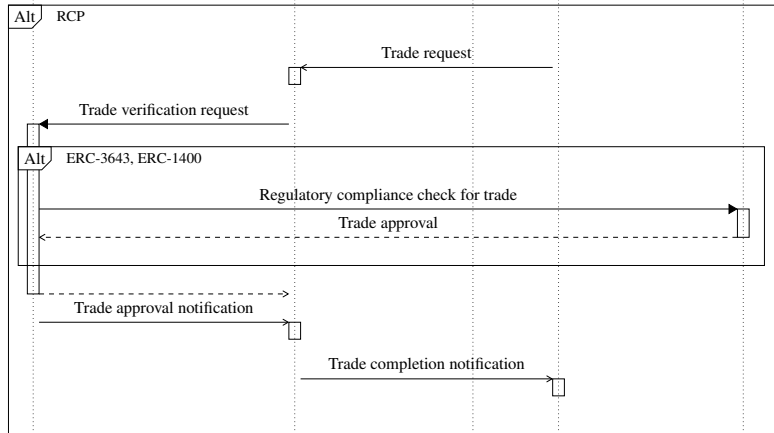 Alt RCP
Trade request
Trade verification request
Alt ERC-3643, ERC-1400
Regulatory compliance check for trade
Trade approval
Trade approval notification
Trade completion notification